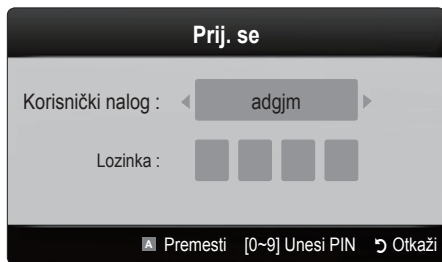 Prij. se
Korisnički nalog : adgjm
Lozinka :
A Premesti [0~9] Unesi PIN Otkaži